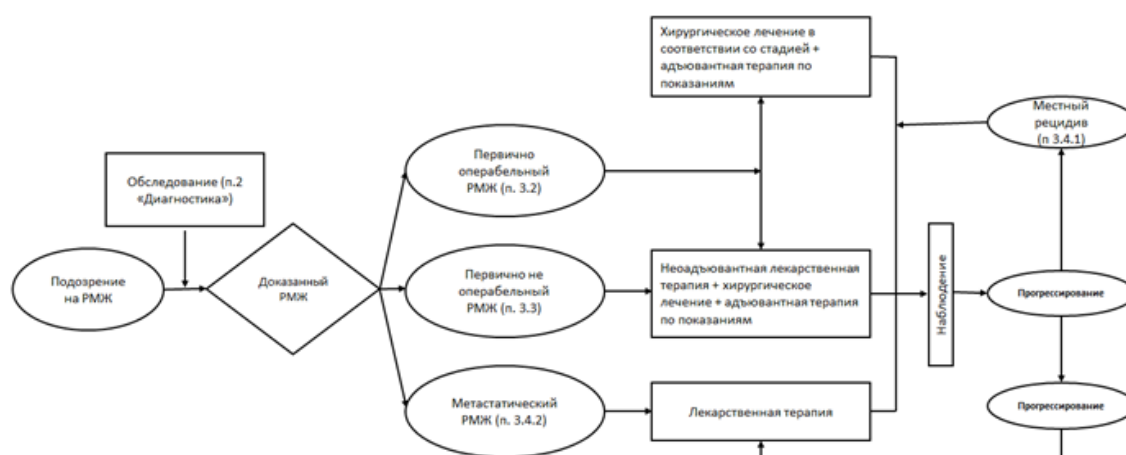 Хирургическое лечение в
соответствии со стадией +
адъювантная терапия по
показаниям
Местный
рецидив
(п 3.4.1)
Первично
операбельный
РМЖ (п. 3.2)
Обследование (п.2
«Диагностика»)
Подозрение
на РМЖ
Доказанный
РМЖ
Первично не
операбельный
РМЖ (п. 3.3)
Неоадъювантная лекарственная
терапия + хирургическое
лечение + адъювантная терапия
по показаниям
Наблюдение
Прогрессирование
Метастатический
РМЖ (п. 3.4.2)
Лекарственная терапия
Прогрессирование